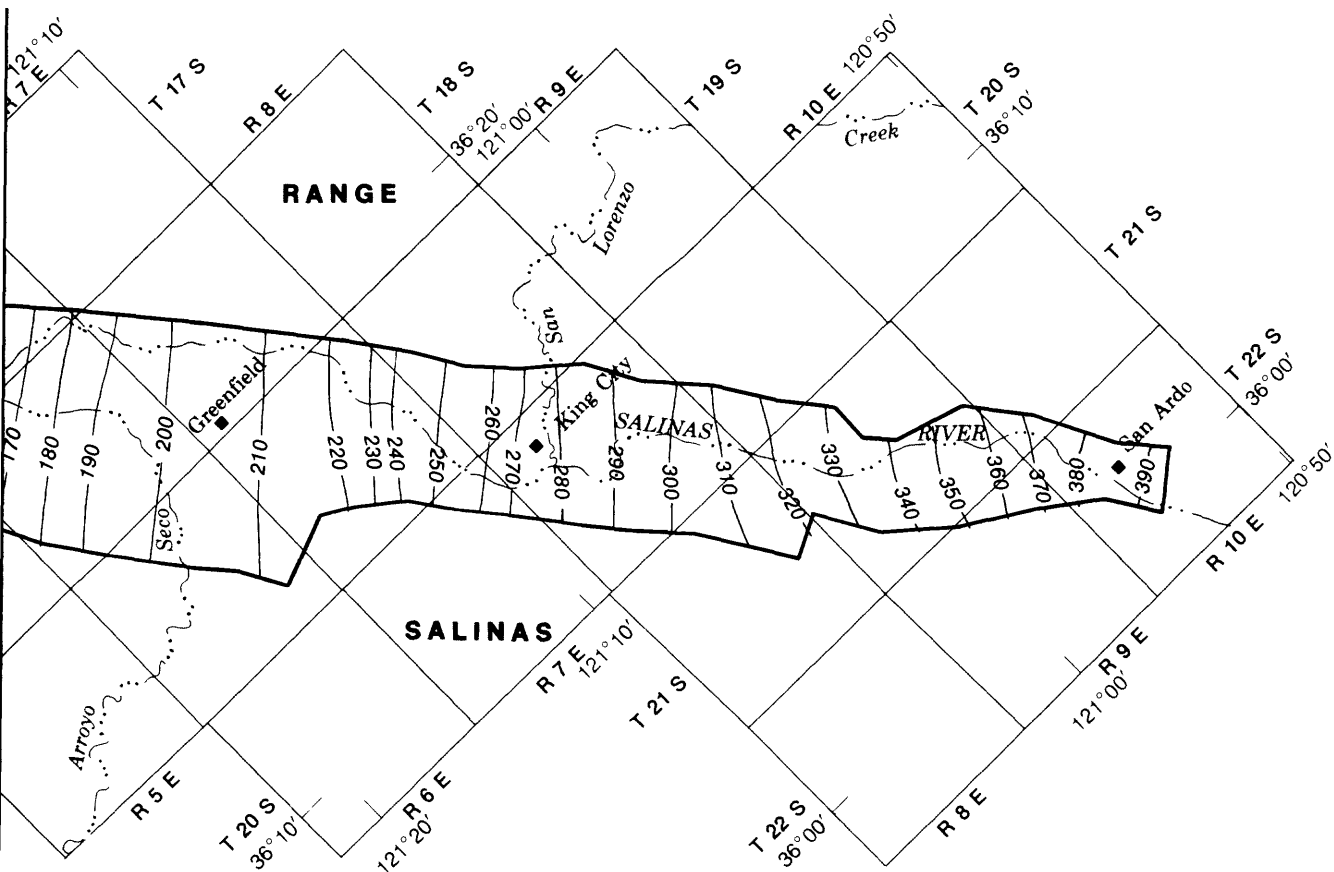 121°10′
R 7 E
T 17 S
R 8 E
T 18 S
36°20′
121°00′
R 9 E
T 19 S
R 10 E
120°50′
T 20 S
36°10′
Creek
RANGE
Lorenzo
San
T 21 S
T 22 S
36°00′
Greenfield
King City
SALINAS
RIVER
San Ardo
170
180
190
200
210
220
230
240
250
260
270
280
290
300
310
320
330
340
350
360
370
380
390
120°50′
R 10 E
Seco
Arroyo
SALINAS
R 7 E
121°10′
T 21 S
R 9 E
121°00′
R 5 E
T 20 S
36°10′
R 6 E
121°20′
T 22 S
36°00′
R 8 E